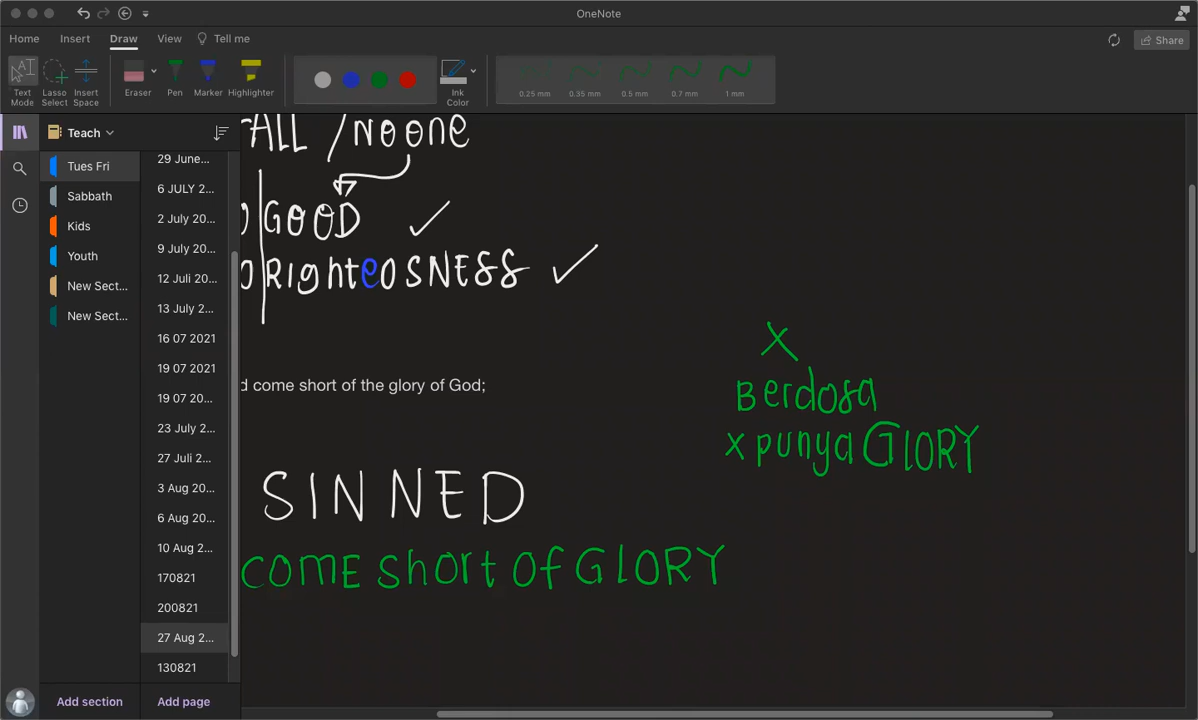 OneNote
Home Insert Draw View Tell me
Share
Text Mode
Lasso Select
Insert Space
Eraser
Pen
Marker
Highlighter
Ink Color
0.25 mm 0.35 mm 0.5 mm 0.7 mm 1 mm
Teach
Tues Fri
Sabbath
Kids
Youth
New Sect...
New Sect...
29 June...
6 JULY 2...
2 July 20...
9 July 20...
12 Juli 20...
13 July 2...
16 07 2021
19 07 2021
19 07 20...
23 July 2...
27 Juli 2...
3 Aug 20...
6 Aug 20...
10 Aug 2...
170821
200821
27 Aug 2...
130821
Add section
Add page
ALL / NO ONE
GOOD ✓
RighteOSNESS ✓
d come short of the glory of God;
X
Berdosa
x punya GLORY
SINNED
COME short OF GLORY